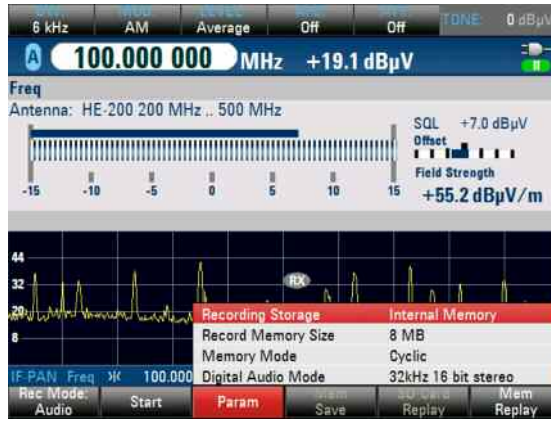 6 kHz AM Average Off Off TONE: 0 dBµV
A 100.000 000 MHz +19.1 dBµV
Freq
Antenna: HE-200 200 MHz .. 500 MHz
SQL +7.0 dBµV
Offset
Field Strength
+55.2 dBµV/m
-15 -10 -5 0 5 10 15
44
32
20
8
RX
Recording Storage Internal Memory
Record Memory Size 8 MB
Memory Mode Cyclic
Digital Audio Mode 32kHz 16 bit stereo
IF-PAN Freq 100.000
Rec Mode: Audio
Start
Param
Mem Save
SD Card Replay
Mem Replay